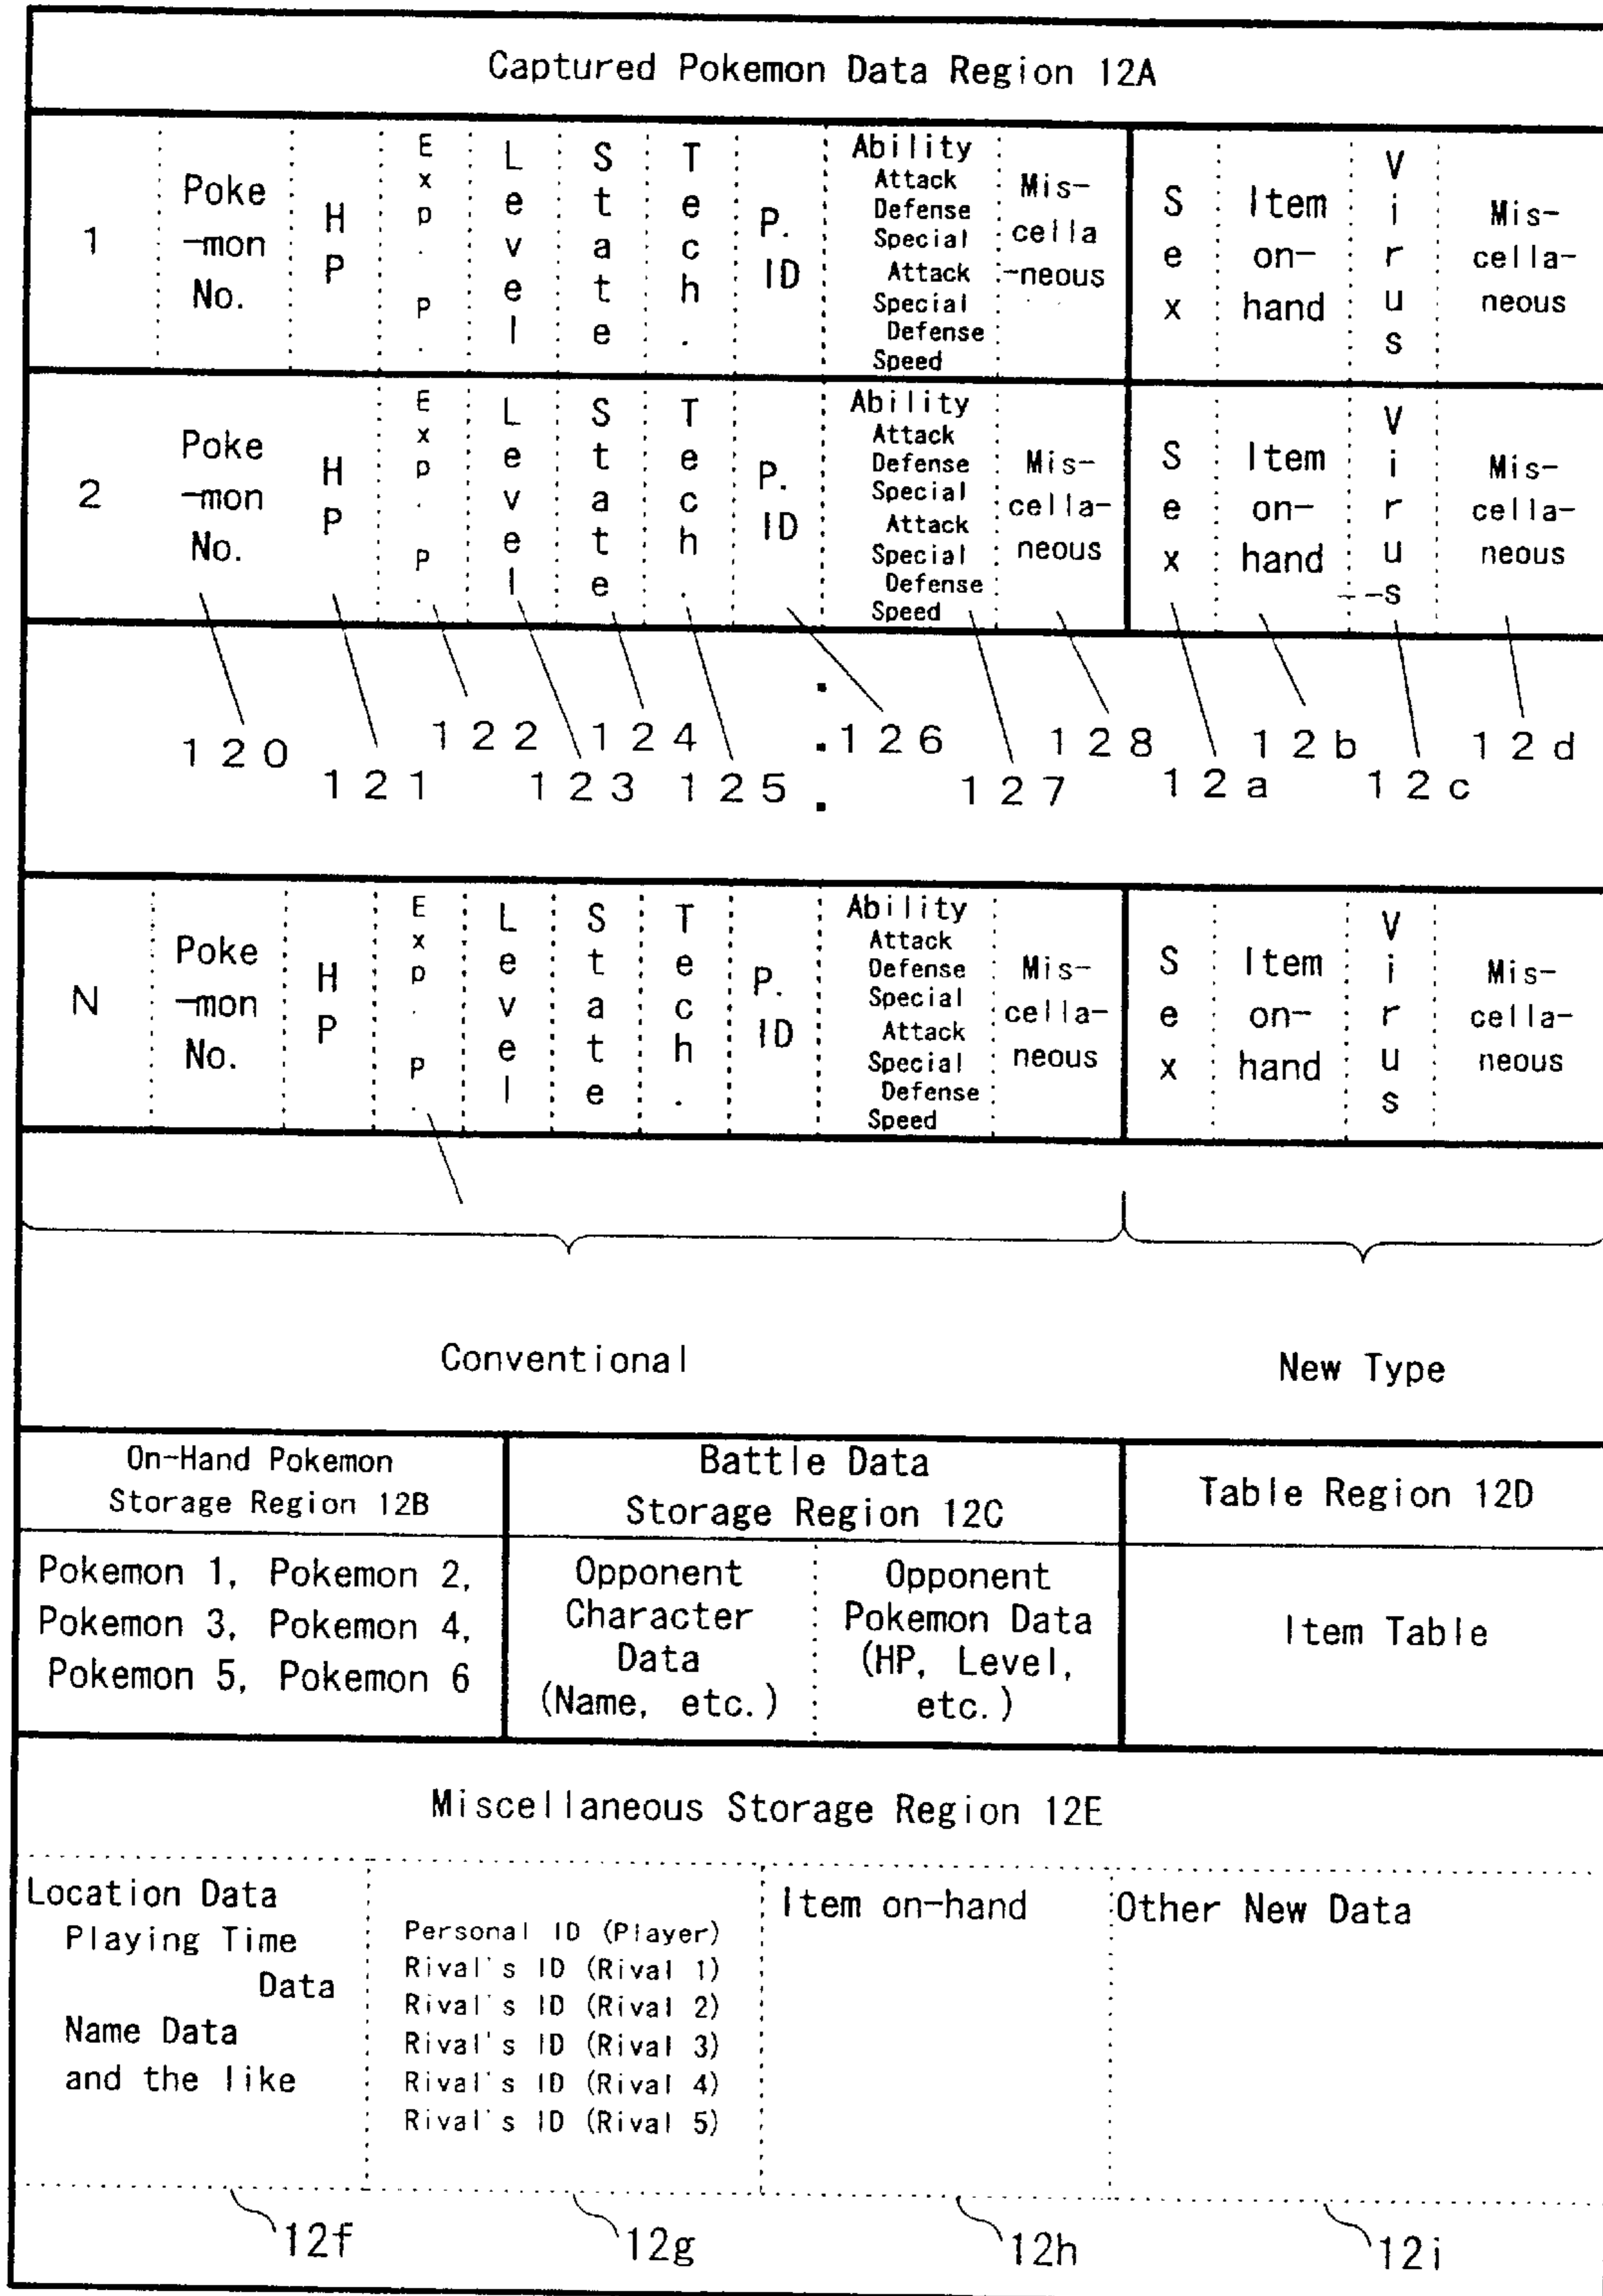 Captured Pokemon Data Region 12A
1
Poke
-mon
No.
HP
Exp. P.
Level
State
Tech.
P.
ID
Ability
Attack
Defense
Special
Attack
Special
Defense
Speed
Mis-
cella
-neous
Sex
Item
on-
hand
Virus
Mis-
cella-
neous
2
Poke
-mon
No.
HP
Exp. P.
Level
State
Tech.
P.
ID
Ability
Attack
Defense
Special
Attack
Special
Defense
Speed
Mis-
cella-
neous
Sex
Item
on-
hand
Virus
Mis-
cella-
neous
120
121
122
123
124
125
126
127
128
12a
12b
12c
12d
N
Poke
-mon
No.
HP
Exp. P.
Level
State
Tech.
P.
ID
Ability
Attack
Defense
Special
Attack
Special
Defense
Speed
Mis-
cella-
neous
Sex
Item
on-
hand
Virus
Mis-
cella-
neous
Conventional
New Type
On-Hand Pokemon
Storage Region 12B
Pokemon 1, Pokemon 2,
Pokemon 3, Pokemon 4,
Pokemon 5, Pokemon 6
Battle Data
Storage Region 12C
Opponent
Character
Data
(Name, etc.)
Opponent
Pokemon Data
(HP, Level,
etc.)
Table Region 12D
Item Table
Miscellaneous Storage Region 12E
Location Data
Playing Time
Data
Name Data
and the like
Personal ID (Player)
Rival's ID (Rival 1)
Rival's ID (Rival 2)
Rival's ID (Rival 3)
Rival's ID (Rival 4)
Rival's ID (Rival 5)
Item on-hand
Other New Data
12f
12g
12h
12i